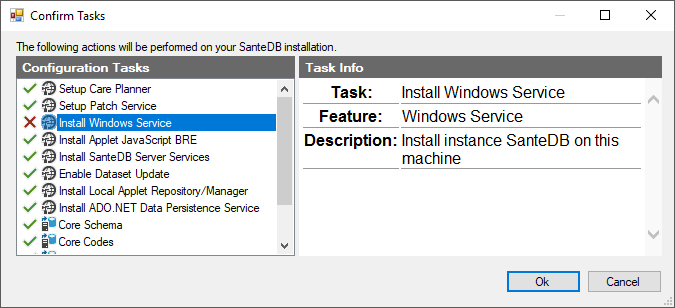 Confirm Tasks
The following actions will be performed on your SanteDB installation.
Configuration Tasks
Setup Care Planner
Setup Patch Service
Install Windows Service
Install Applet JavaScript BRE
Install SanteDB Server Services
Enable Dataset Update
Install Local Applet Repository/Manager
Install ADO.NET Data Persistence Service
Core Schema
Core Codes
Task Info
Task: Install Windows Service
Feature: Windows Service
Description: Install instance SanteDB on this
machine
Ok Cancel